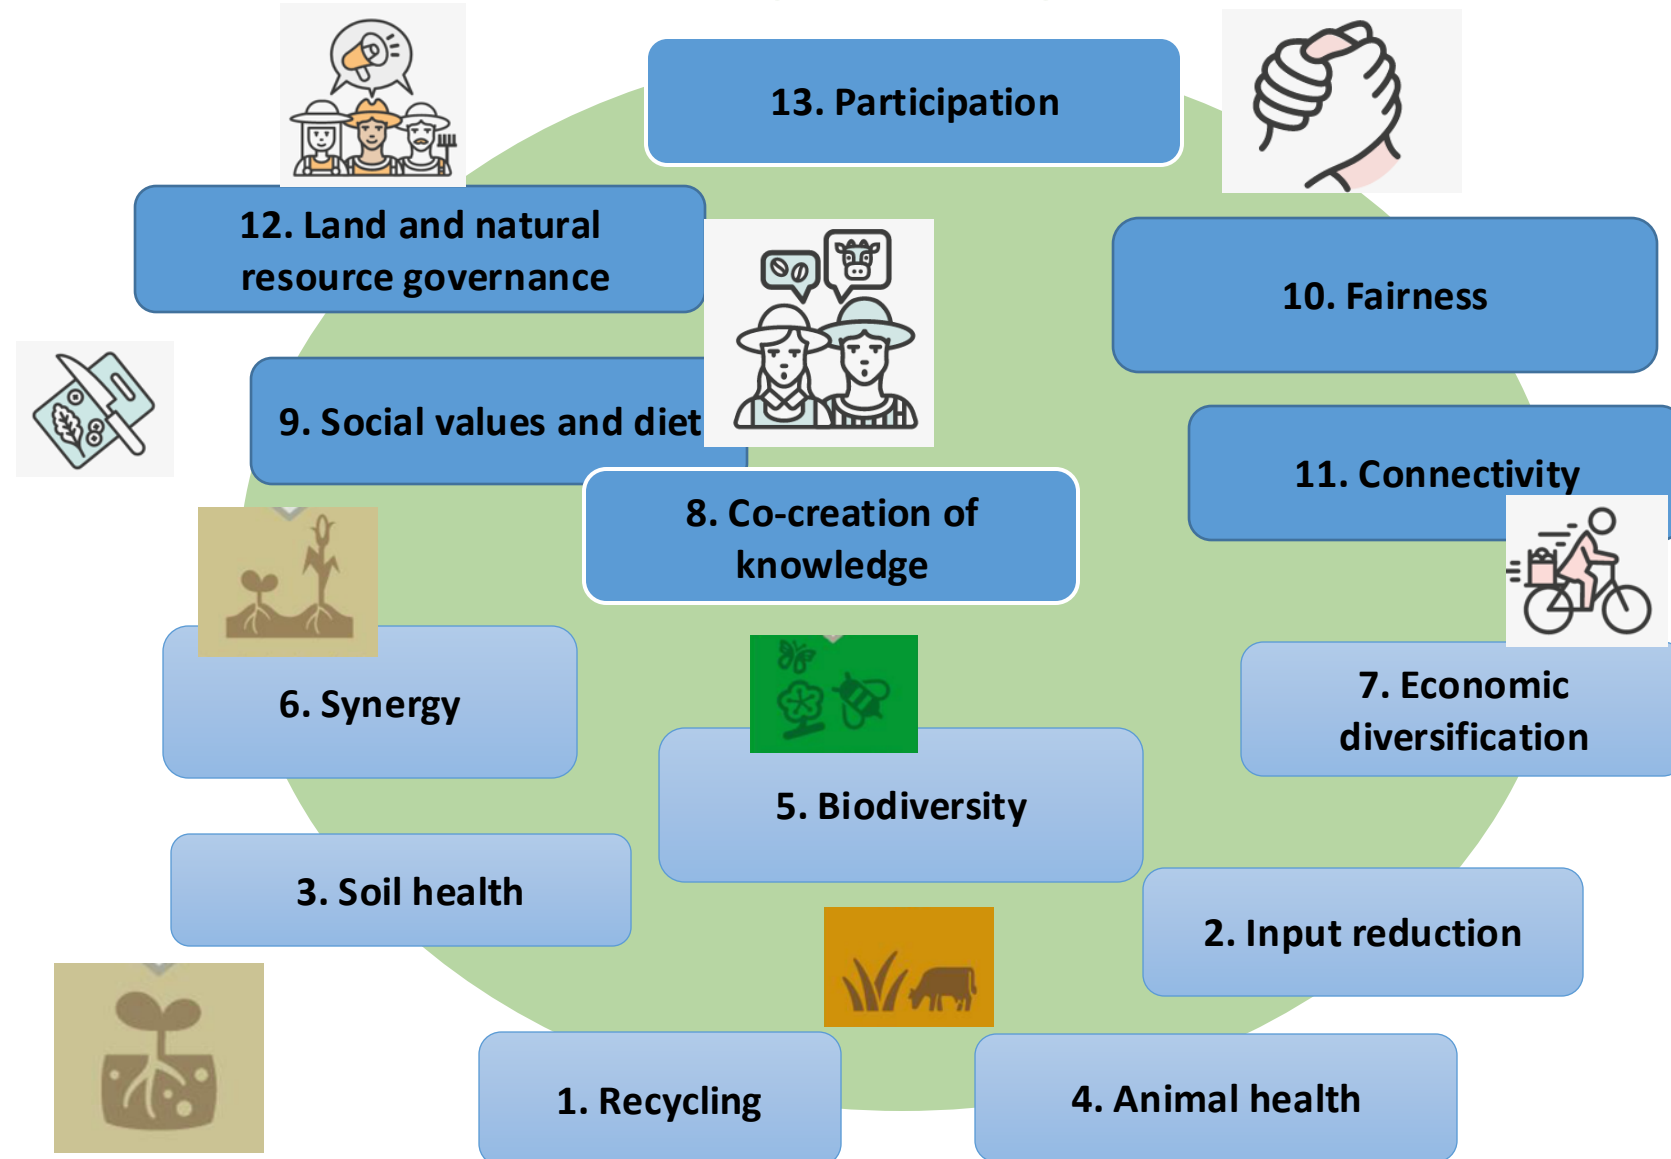 13. Participation
12. Land and natural
resource governance
10. Fairness
9. Social values and diet
11. Connectivity
8. Co-creation of
knowledge
6. Synergy
7. Economic
diversification
5. Biodiversity
3. Soil health
2. Input reduction
1. Recycling
4. Animal health